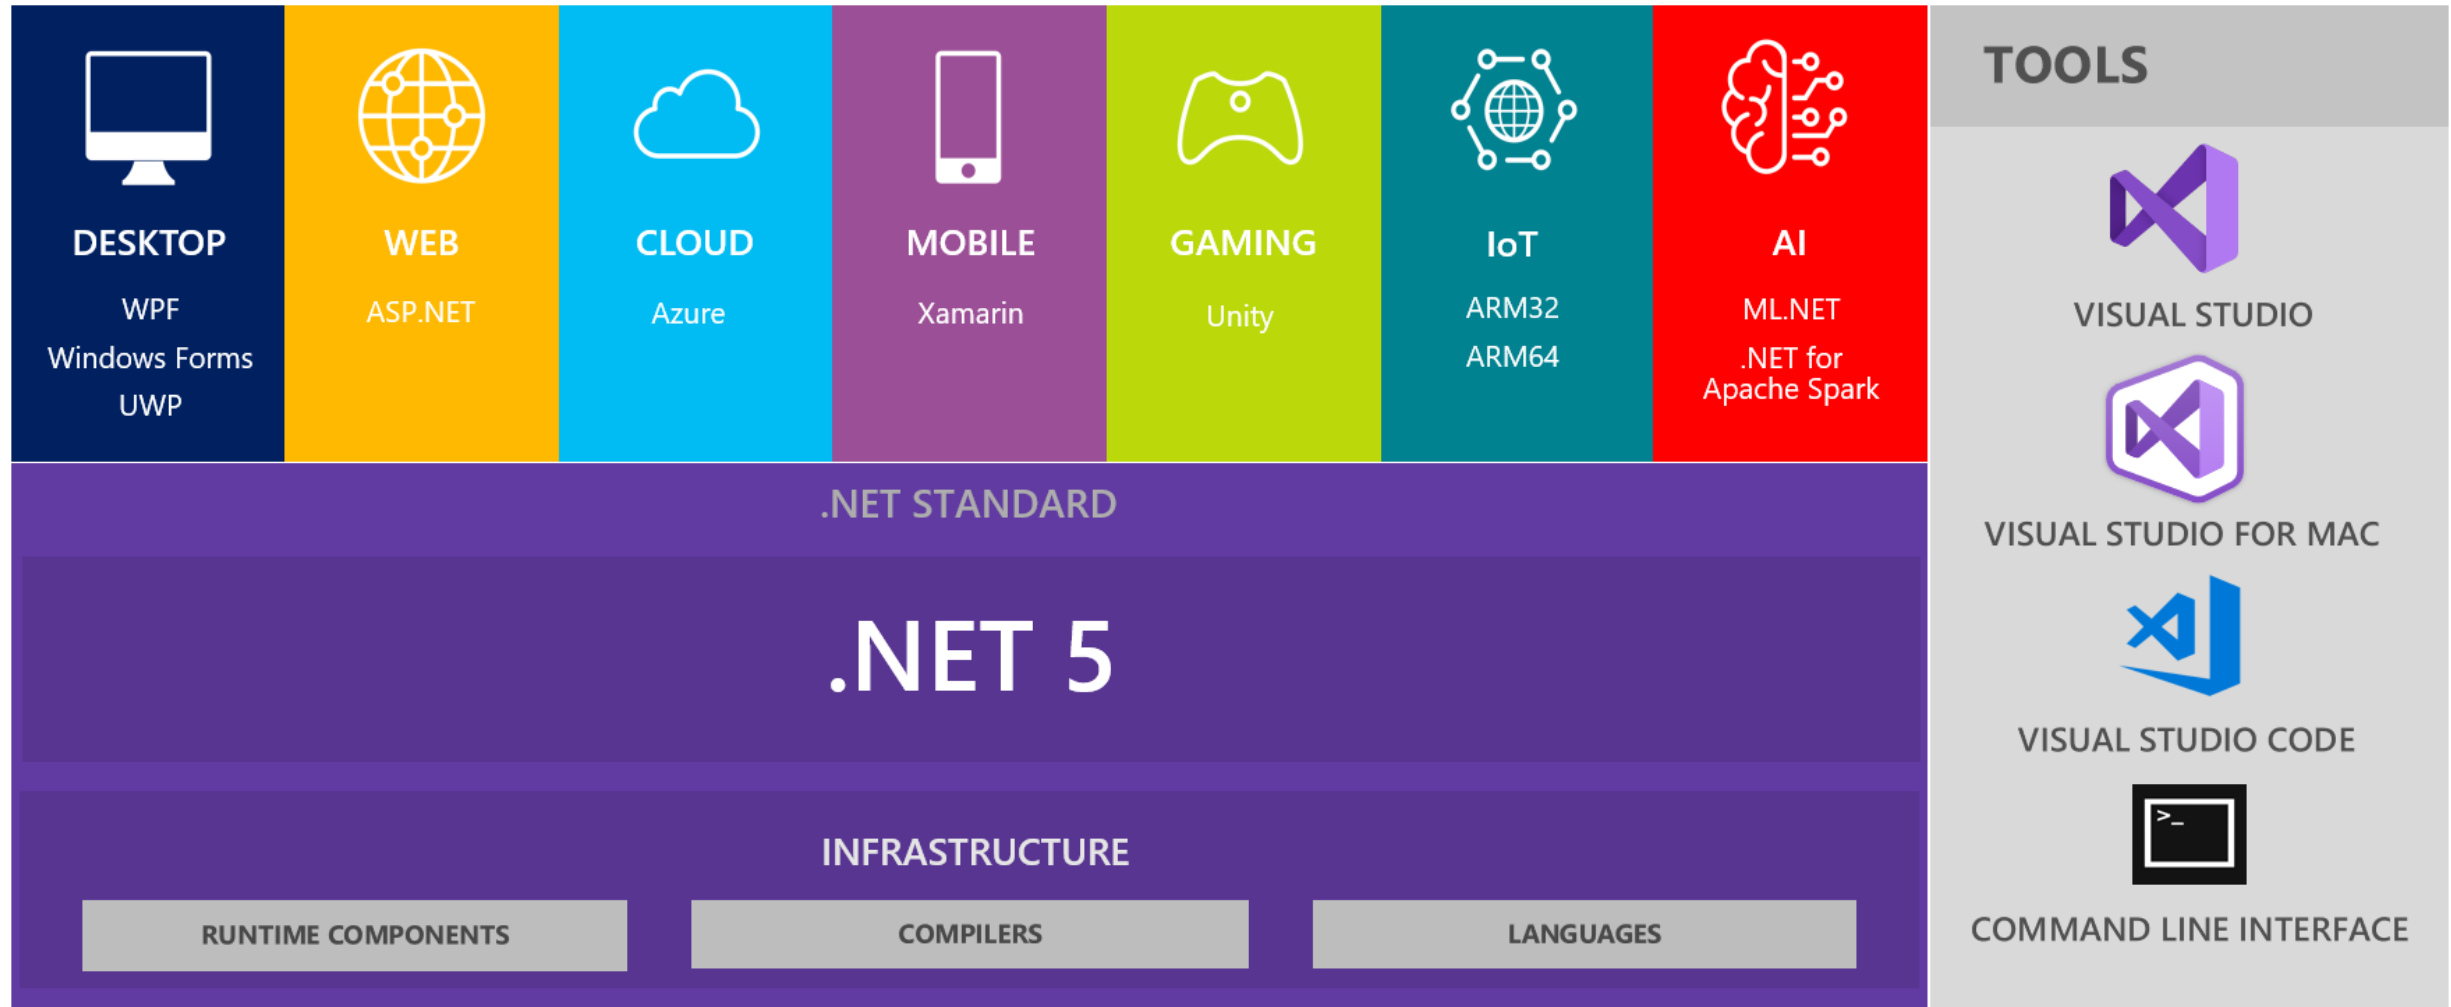 DESKTOP
WPF
Windows Forms
UWP
WEB
ASP.NET
CLOUD
Azure
MOBILE
Xamarin
GAMING
Unity
IoT
ARM32
ARM64
AI
ML.NET
.NET for
Apache Spark
.NET STANDARD
.NET 5
INFRASTRUCTURE
RUNTIME COMPONENTS
COMPILERS
LANGUAGES
TOOLS
VISUAL STUDIO
VISUAL STUDIO FOR MAC
VISUAL STUDIO CODE
>_
COMMAND LINE INTERFACE